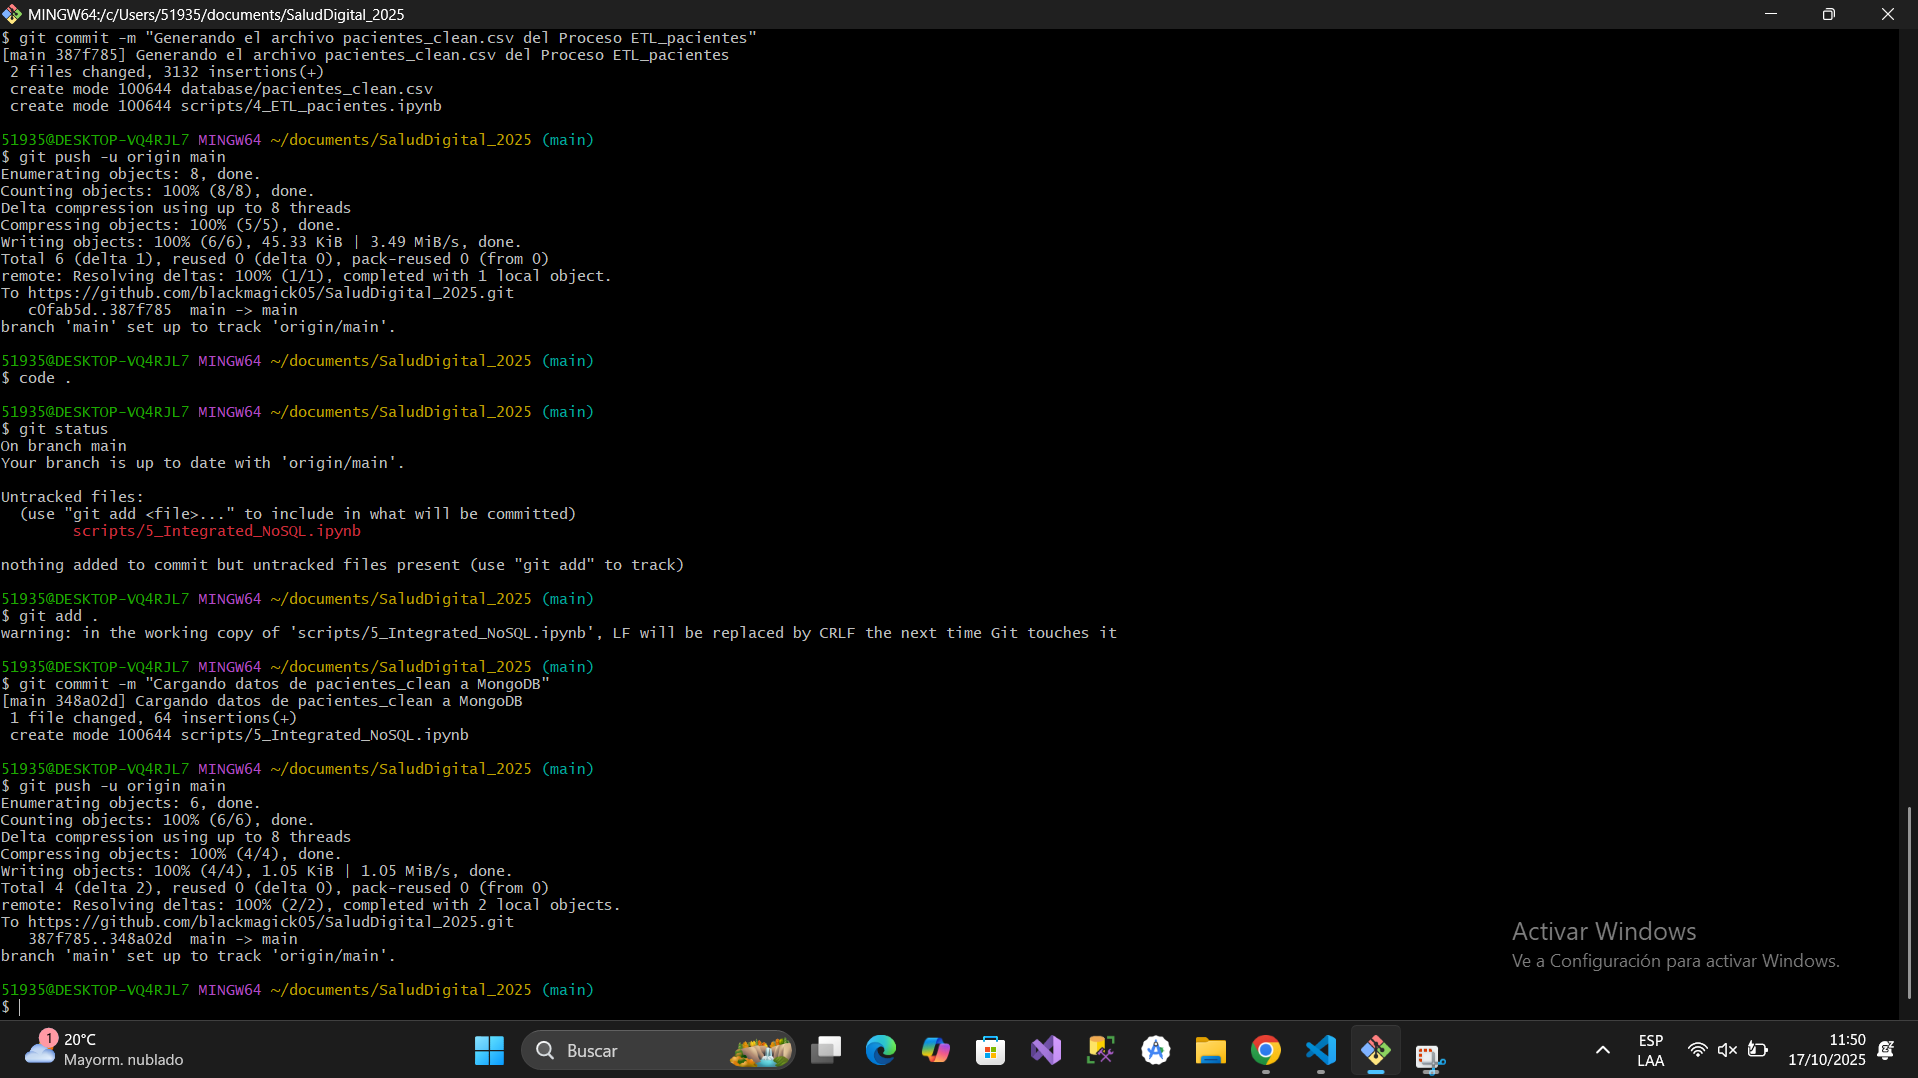 MINGW64:/c/Users/51935/documents/SaludDigital_2025
$ git commit -m "Generando el archivo pacientes_clean.csv del Proceso ETL_pacientes"
[main 387f785] Generando el archivo pacientes_clean.csv del Proceso ETL_pacientes
 2 files changed, 3132 insertions(+)
 create mode 100644 database/pacientes_clean.csv
 create mode 100644 scripts/4_ETL_pacientes.ipynb
51935@DESKTOP-VQ4RJL7 MINGW64 ~/documents/SaludDigital_2025 (main)
$ git push -u origin main
Enumerating objects: 8, done.
Counting objects: 100% (8/8), done.
Delta compression using up to 8 threads
Compressing objects: 100% (5/5), done.
Writing objects: 100% (6/6), 45.33 KiB | 3.49 MiB/s, done.
Total 6 (delta 1), reused 0 (delta 0), pack-reused 0 (from 0)
remote: Resolving deltas: 100% (1/1), completed with 1 local object.
To https://github.com/blackmagick05/SaludDigital_2025.git
   c0fab5d..387f785  main -> main
branch 'main' set up to track 'origin/main'.
51935@DESKTOP-VQ4RJL7 MINGW64 ~/documents/SaludDigital_2025 (main)
$ code .
51935@DESKTOP-VQ4RJL7 MINGW64 ~/documents/SaludDigital_2025 (main)
$ git status
On branch main
Your branch is up to date with 'origin/main'.
Untracked files:
  (use "git add <file>..." to include in what will be committed)
        scripts/5_Integrated_NoSQL.ipynb
nothing added to commit but untracked files present (use "git add" to track)
51935@DESKTOP-VQ4RJL7 MINGW64 ~/documents/SaludDigital_2025 (main)
$ git add .
warning: in the working copy of 'scripts/5_Integrated_NoSQL.ipynb', LF will be replaced by CRLF the next time Git touches it
51935@DESKTOP-VQ4RJL7 MINGW64 ~/documents/SaludDigital_2025 (main)
$ git commit -m "Cargando datos de pacientes_clean a MongoDB"
[main 348a02d] Cargando datos de pacientes_clean a MongoDB
 1 file changed, 64 insertions(+)
 create mode 100644 scripts/5_Integrated_NoSQL.ipynb
51935@DESKTOP-VQ4RJL7 MINGW64 ~/documents/SaludDigital_2025 (main)
$ git push -u origin main
Enumerating objects: 6, done.
Counting objects: 100% (6/6), done.
Delta compression using up to 8 threads
Compressing objects: 100% (4/4), done.
Writing objects: 100% (4/4), 1.05 KiB | 1.05 MiB/s, done.
Total 4 (delta 2), reused 0 (delta 0), pack-reused 0 (from 0)
remote: Resolving deltas: 100% (2/2), completed with 2 local objects.
To https://github.com/blackmagick05/SaludDigital_2025.git
   387f785..348a02d  main -> main
branch 'main' set up to track 'origin/main'.
51935@DESKTOP-VQ4RJL7 MINGW64 ~/documents/SaludDigital_2025 (main)
$
Activar Windows
Ve a Configuración para activar Windows.
1
20°C
Mayorm. nublado
Buscar
ESP
LAA
11:50
17/10/2025